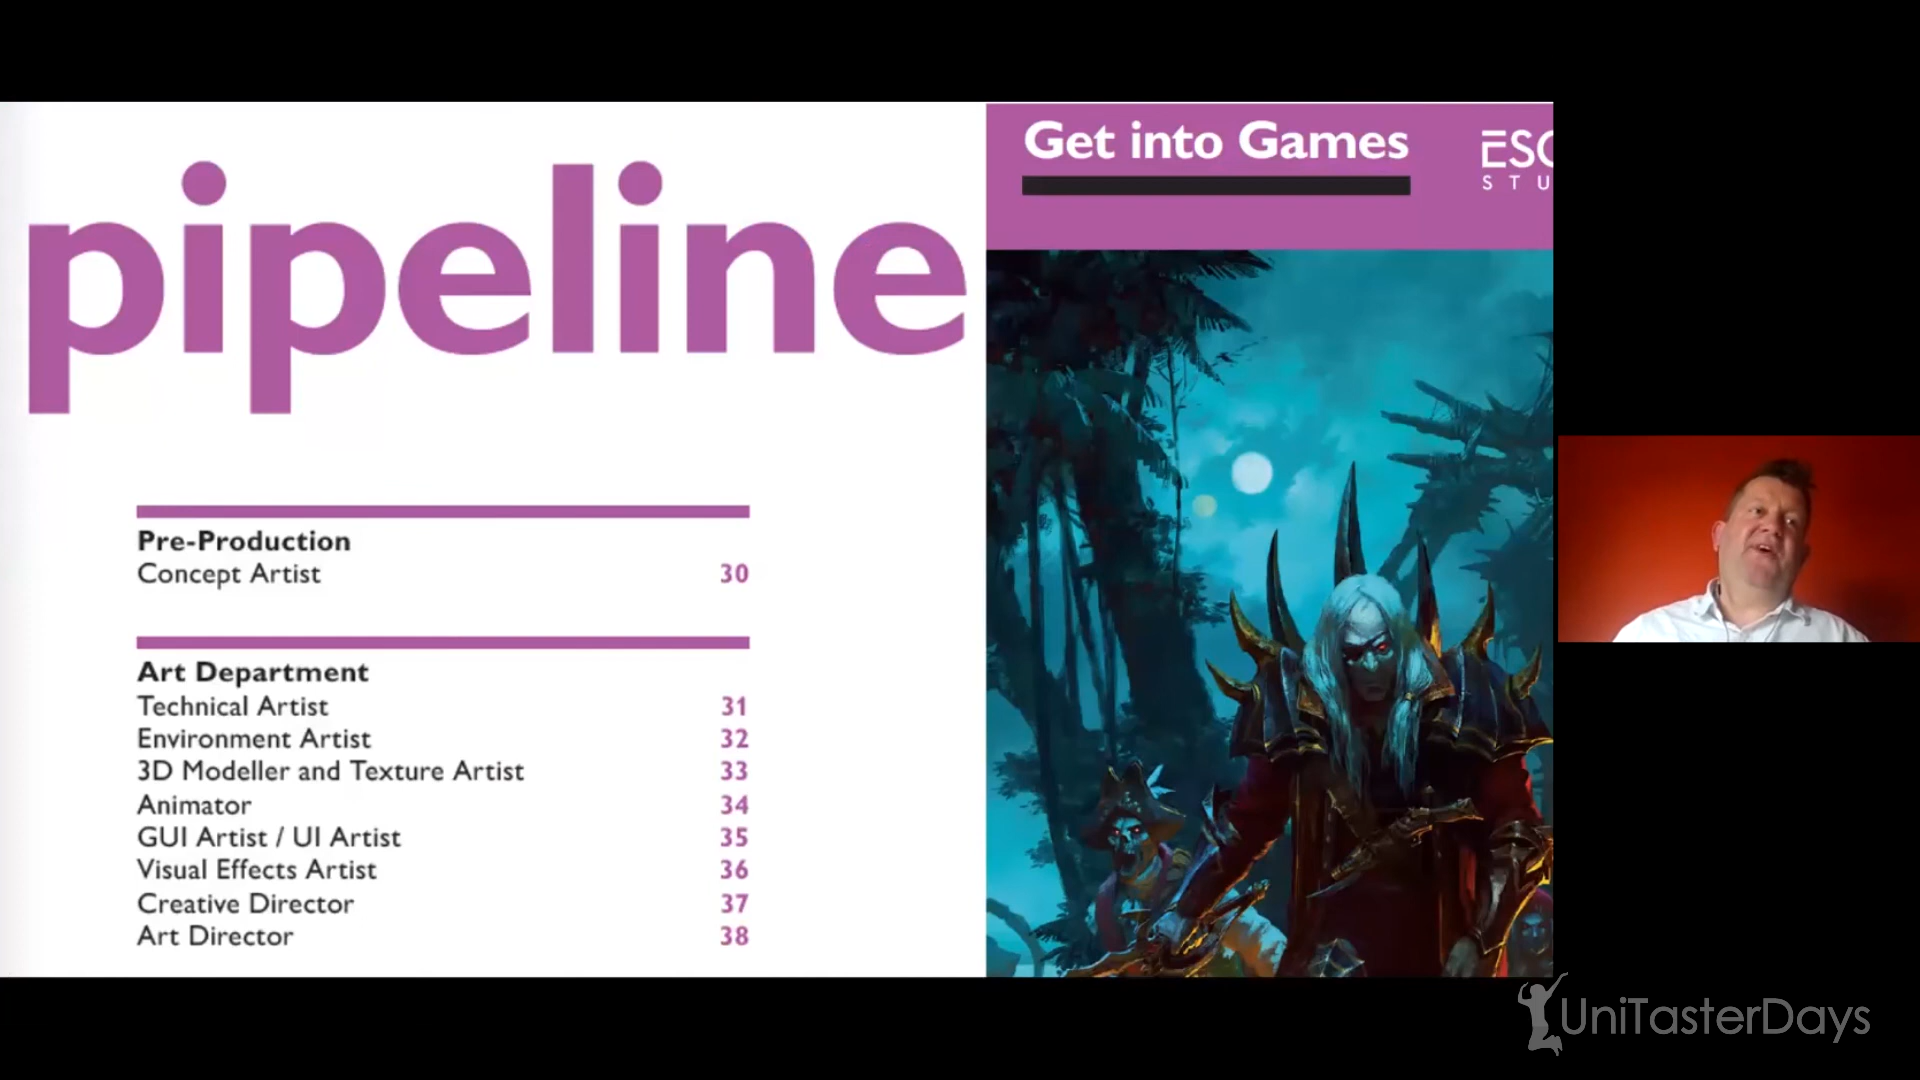 pipeline
Pre-Production
Concept Artist 30
Art Department
Technical Artist 31
Environment Artist 32
3D Modeller and Texture Artist 33
Animator 34
GUI Artist / UI Artist 35
Visual Effects Artist 36
Creative Director 37
Art Director 38
Get into Games
ESC
STU
UniTasterDays